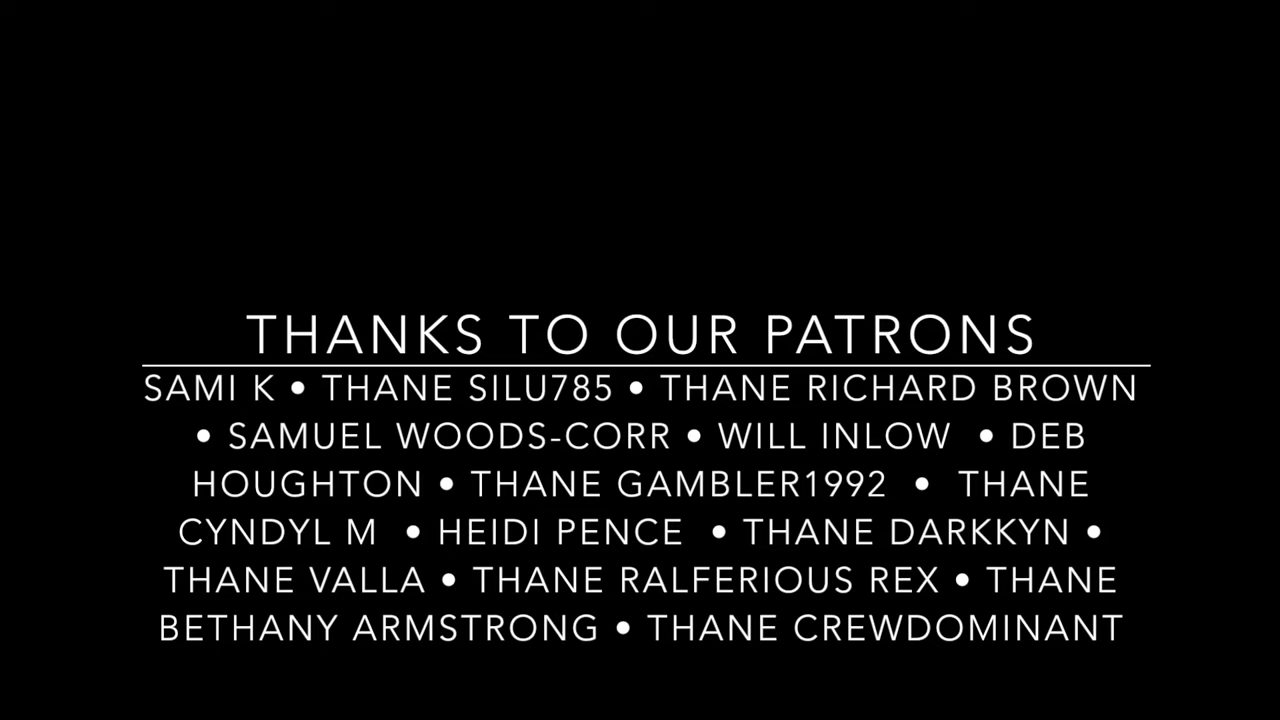 THANKS TO OUR PATRONS
SAMI K • THANE SILU785 • THANE RICHARD BROWN
• SAMUEL WOODS-CORR • WILL INLOW • DEB
HOUGHTON • THANE GAMBLER1992 • THANE
CYNDYL M • HEIDI PENCE • THANE DARKKYN •
THANE VALLA • THANE RALFERIOUS REX • THANE
BETHANY ARMSTRONG • THANE CREWDOMINANT